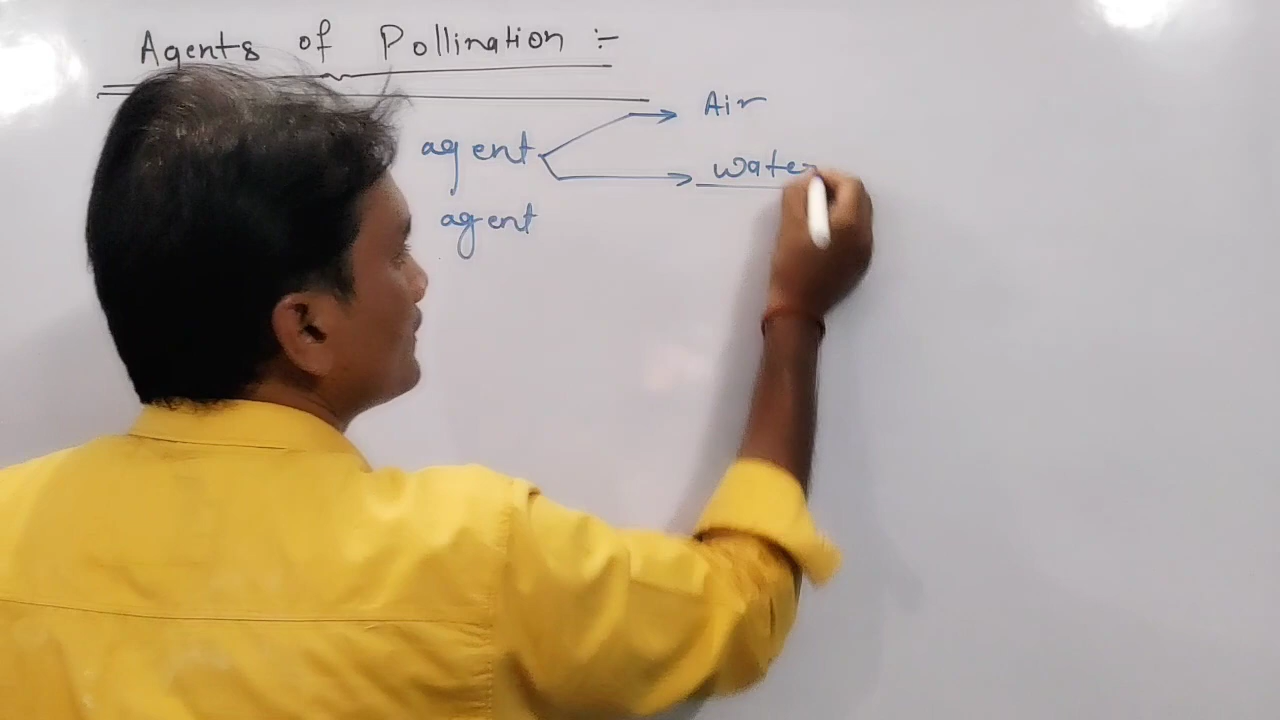 Agents of Pollination :-
Air
agent
water
agent